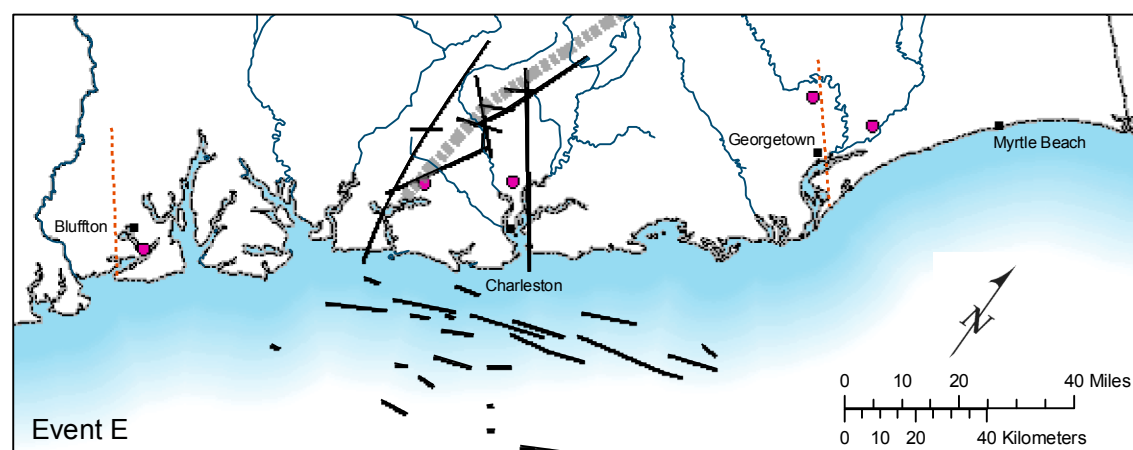 Georgetown
Myrtle Beach
Bluffton
Charleston
N
0 10 20 40 Miles
0 10 20 40 Kilometers
Event E